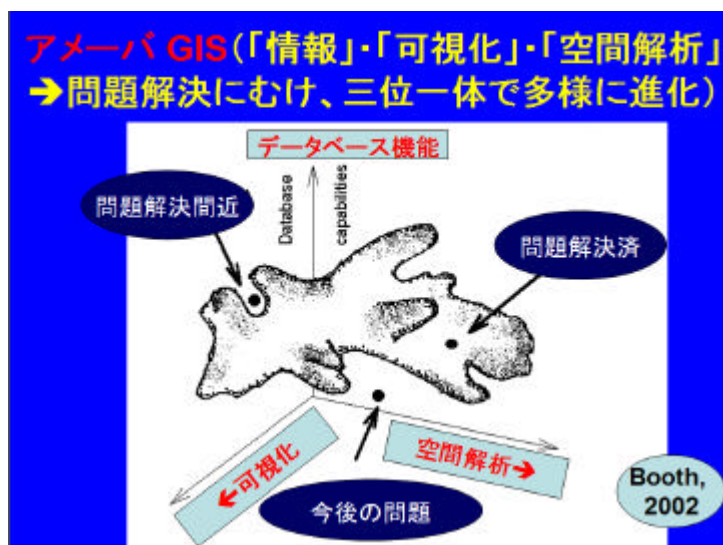 アメーバ GIS(「情報」・「可視化」・「空間解析」
➔問題解決にむけ、三位一体で多様に進化)
データベース機能
Database capabilities
問題解決間近
問題解決済
←可視化
空間解析➔
今後の問題
Booth,
2002